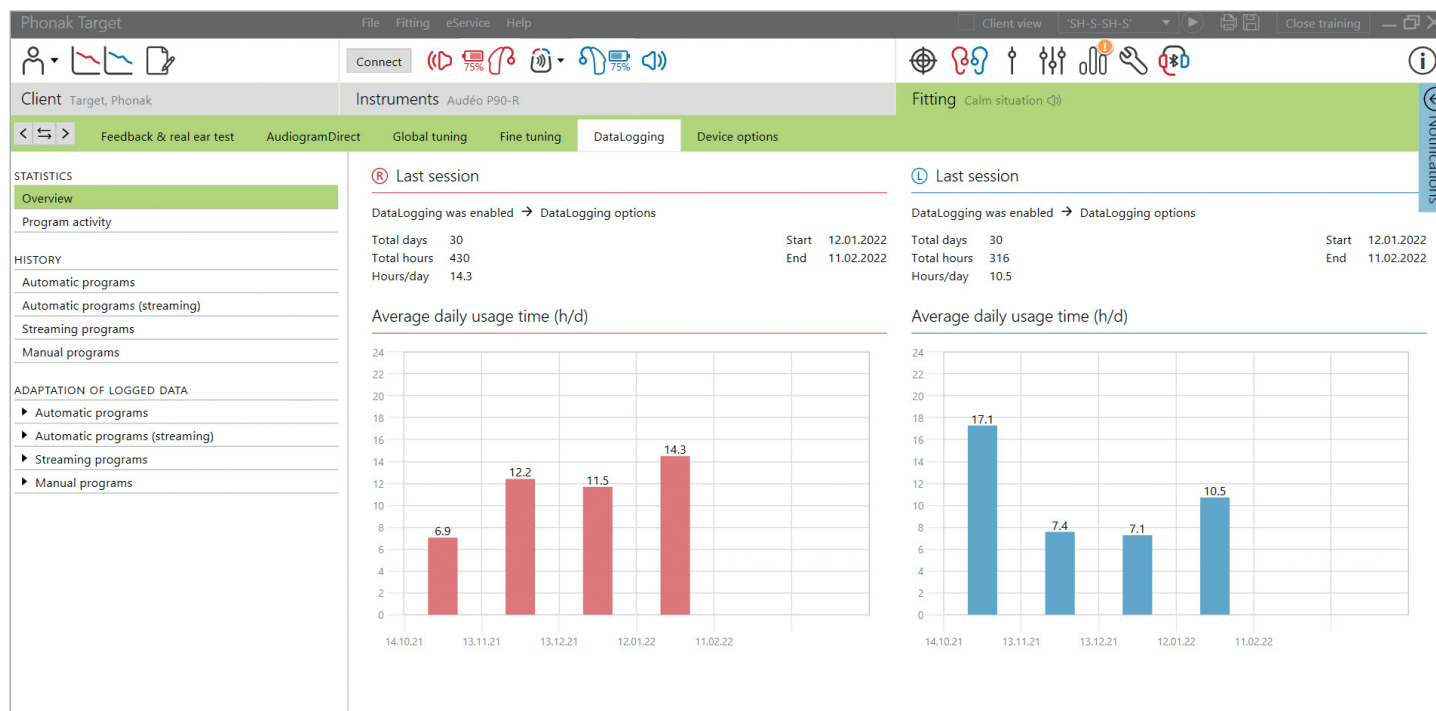 Phonak Target
File Fitting eService Help
Client view 'SH-S-SH-S' Close training
Connect 75% 75%
Client Target, Phonak
Instruments Audéo P90-R
Fitting Calm situation
Notifications
Feedback & real ear test AudiogramDirect Global tuning Fine tuning DataLogging Device options
STATISTICS
Overview
Program activity
HISTORY
Automatic programs
Automatic programs (streaming)
Streaming programs
Manual programs
ADAPTATION OF LOGGED DATA
Automatic programs
Automatic programs (streaming)
Streaming programs
Manual programs
R Last session
DataLogging was enabled → DataLogging options
Total days 30 Start 12.01.2022
Total hours 430 End 11.02.2022
Hours/day 14.3
Average daily usage time (h/d)
24
22
20
18
16
14
12
10
8
6
4
2
0
6.9 12.2 11.5 14.3
14.10.21 13.11.21 13.12.21 12.01.22 11.02.22
L Last session
DataLogging was enabled → DataLogging options
Total days 30 Start 12.01.2022
Total hours 316 End 11.02.2022
Hours/day 10.5
Average daily usage time (h/d)
24
22
20
18
16
14
12
10
8
6
4
2
0
17.1 7.4 7.1 10.5
14.10.21 13.11.21 13.12.21 12.01.22 11.02.22